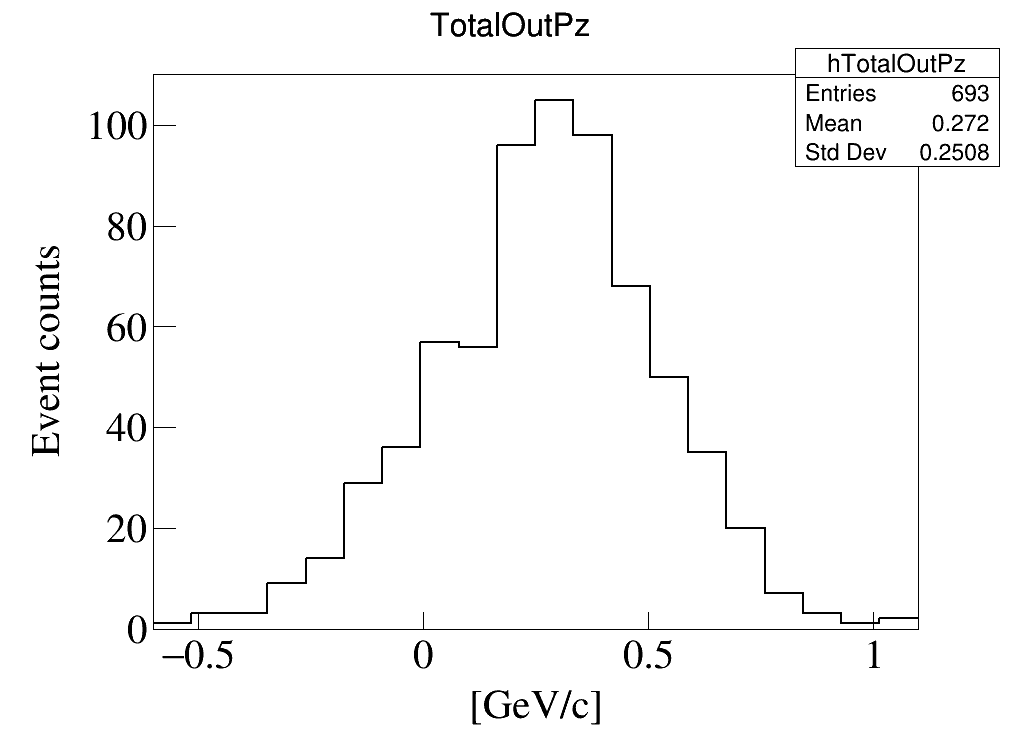 TotalOutPz
hTotalOutPz
Entries 693
Mean 0.272
Std Dev 0.2508
Event counts
100
80
60
40
20
0
−0.5 0 0.5 1
[GeV/c]